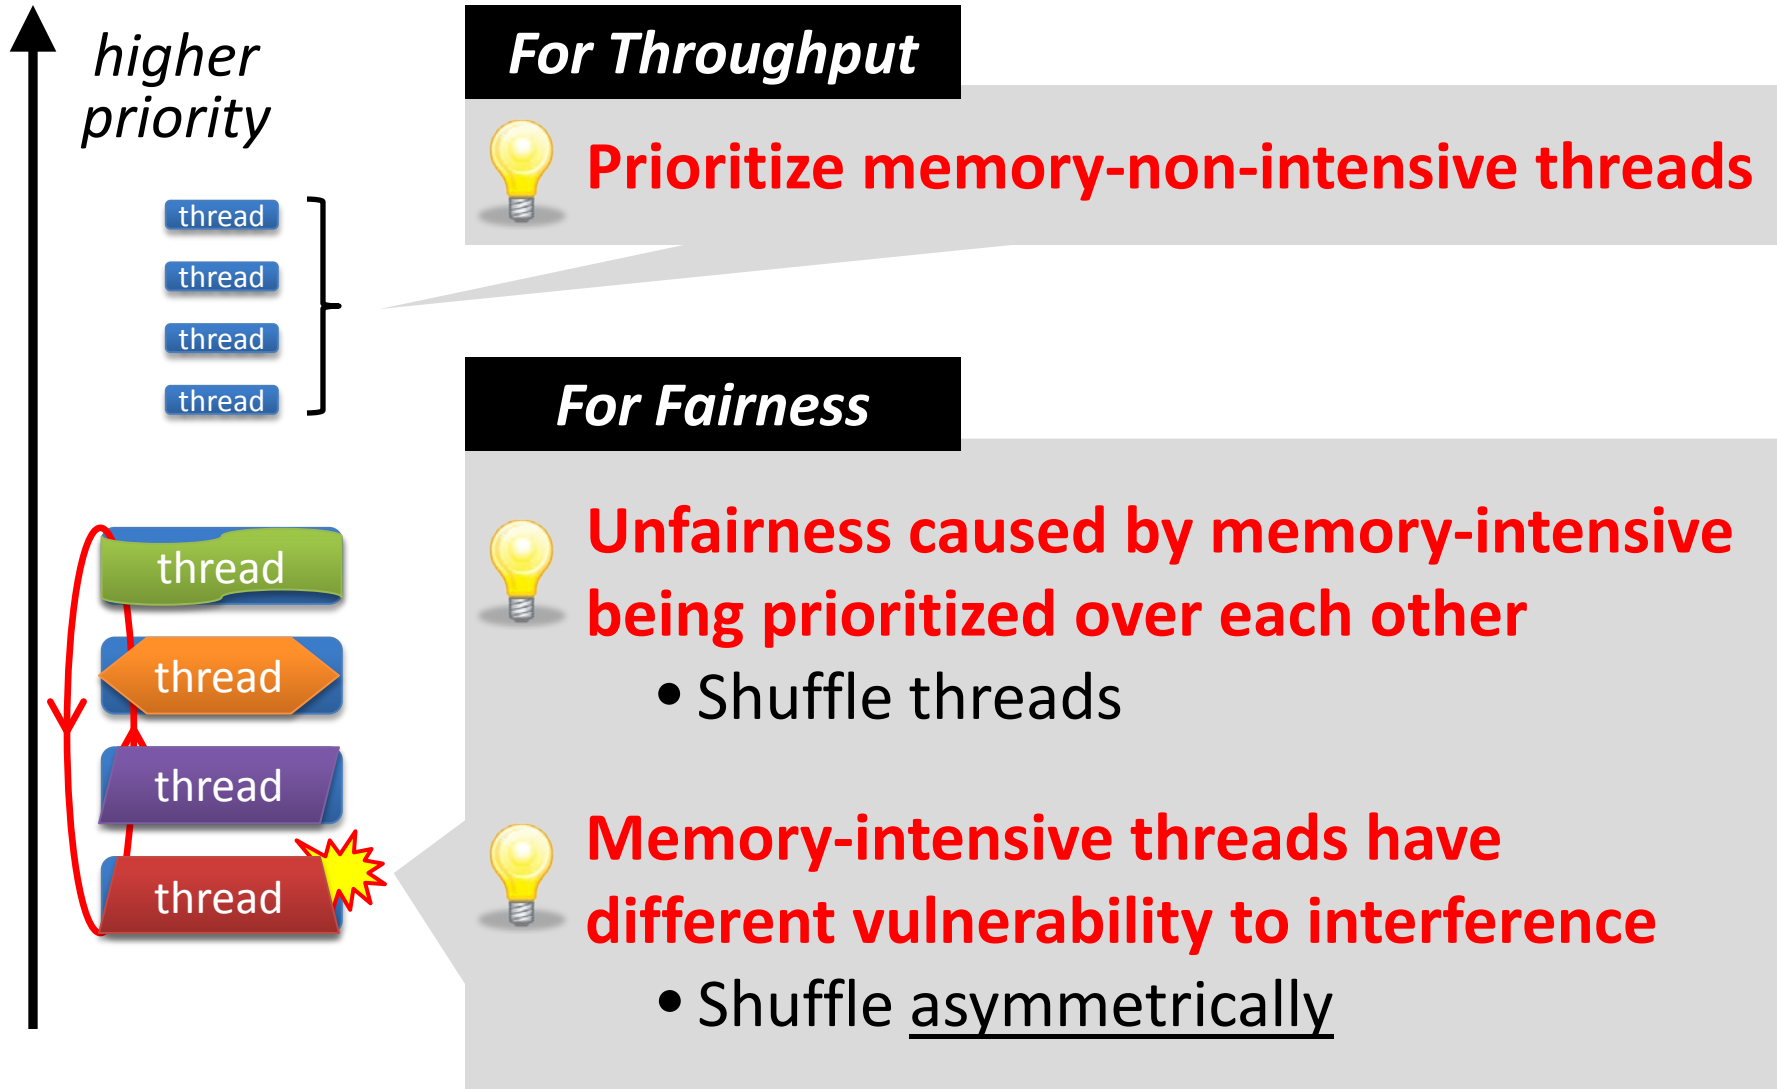 higher
priority
thread
thread
thread
thread
thread
thread
thread
thread
For Throughput
Prioritize memory-non-intensive threads
For Fairness
Unfairness caused by memory-intensive
being prioritized over each other
• Shuffle threads
Memory-intensive threads have
different vulnerability to interference
• Shuffle asymmetrically